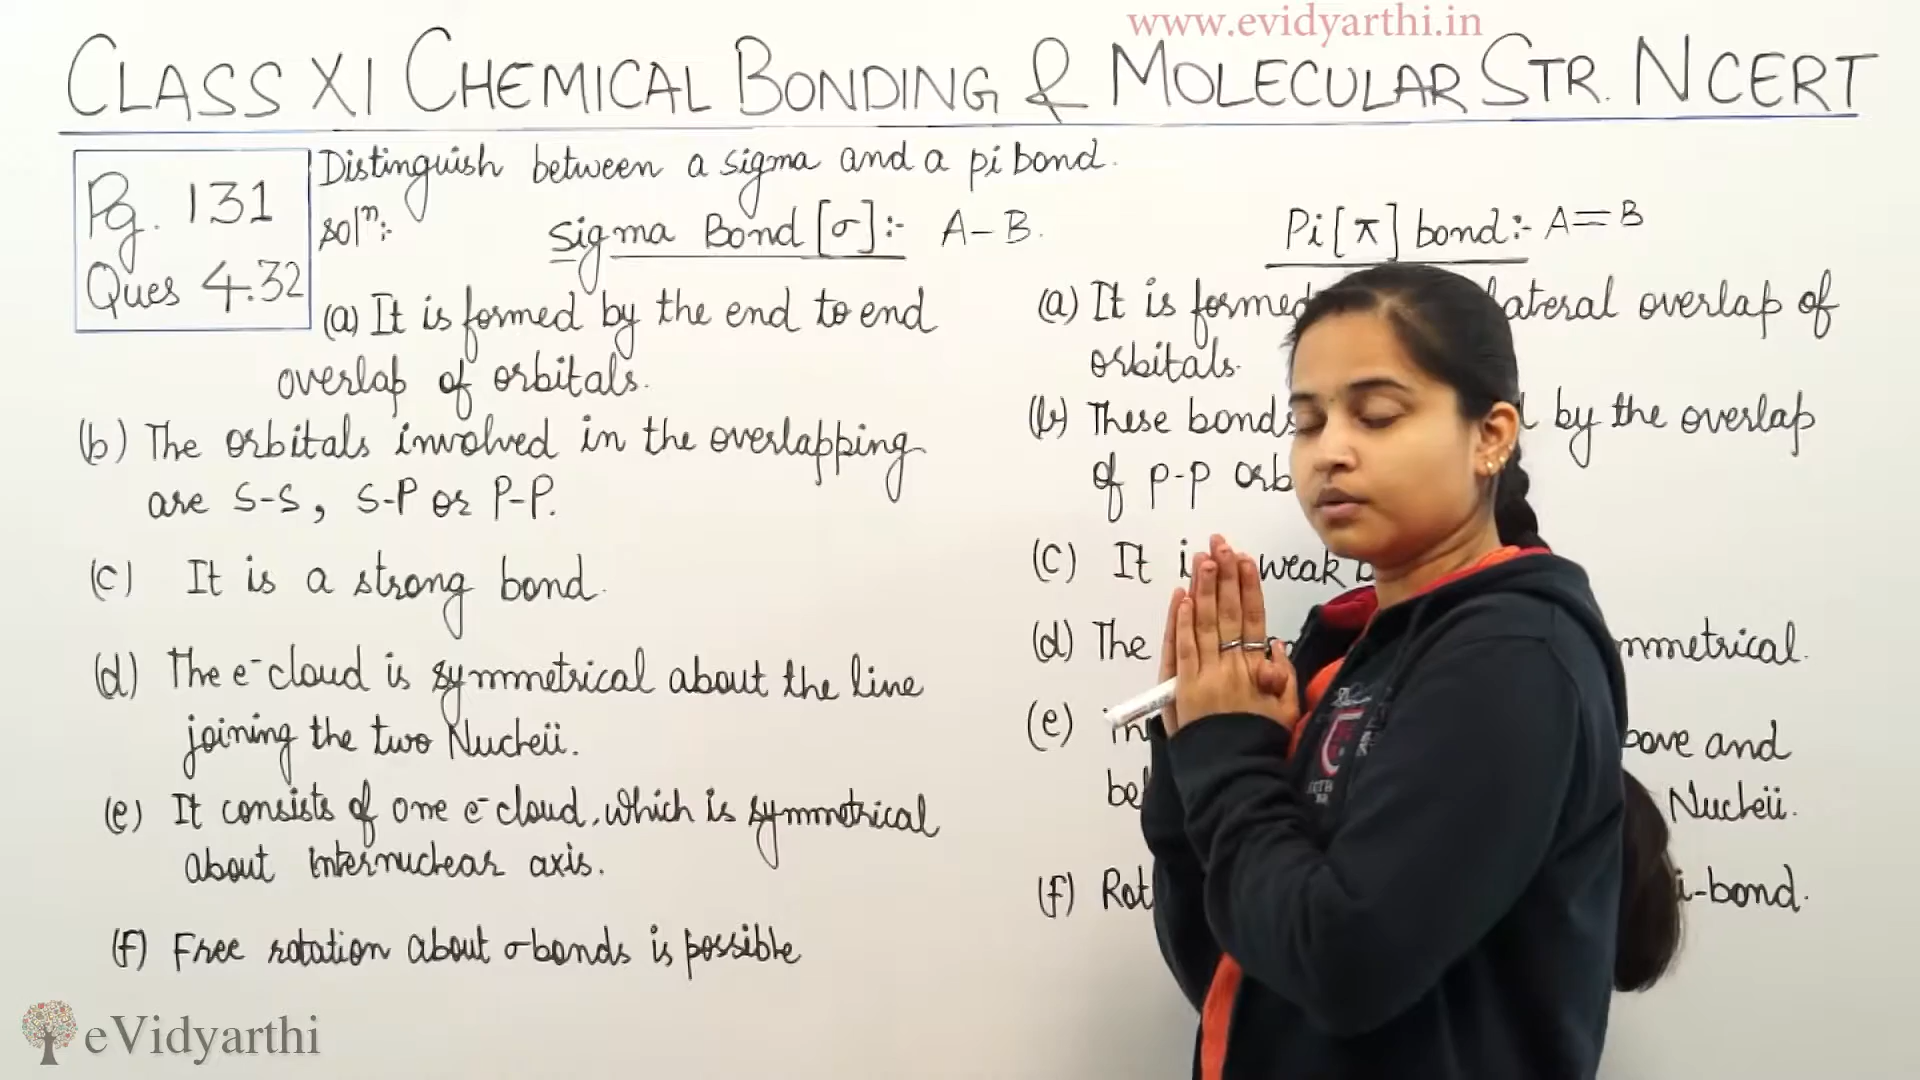 www.evidyarthi.in
CLASS XI CHEMICAL BONDING & MOLECULAR STR. NCERT
Pg. 131
Ques 4.32
Distinguish between a sigma and a pi bond.
solⁿ:
Sigma Bond [σ]:- A-B.
(a) It is formed by the end to end
overlap of orbitals.
(b) The orbitals involved in the overlapping
are S-S, S-P or P-P.
(c) It is a strong bond.
(d) The e⁻cloud is symmetrical about the line
joining the two Nucleii.
(e) It consists of one e⁻cloud, which is symmetrical
about internuclear axis.
(f) Free rotation about σ bonds is possible
Pi [π] bond:- A=B
(a) It is formed lateral overlap of
orbitals.
(b) These bonds by the overlap
of P-P
(c) It weak
(d) The
(e) and
Nucleii.
(f) bond.
eVidyarthi